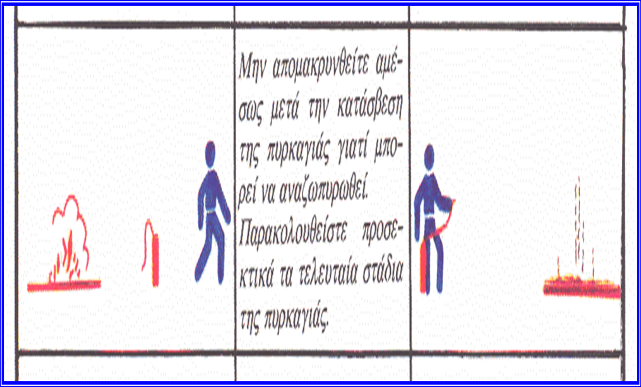 Μην απομακρυνθείτε αμέ-
σως μετά την κατάσβεση
της πυρκαγιάς γιατί μπο-
ρεί να αναζωπυρωθεί.
Παρακολουθείστε προσε-
κτικά τα τελευταία στάδια
της πυρκαγιάς.